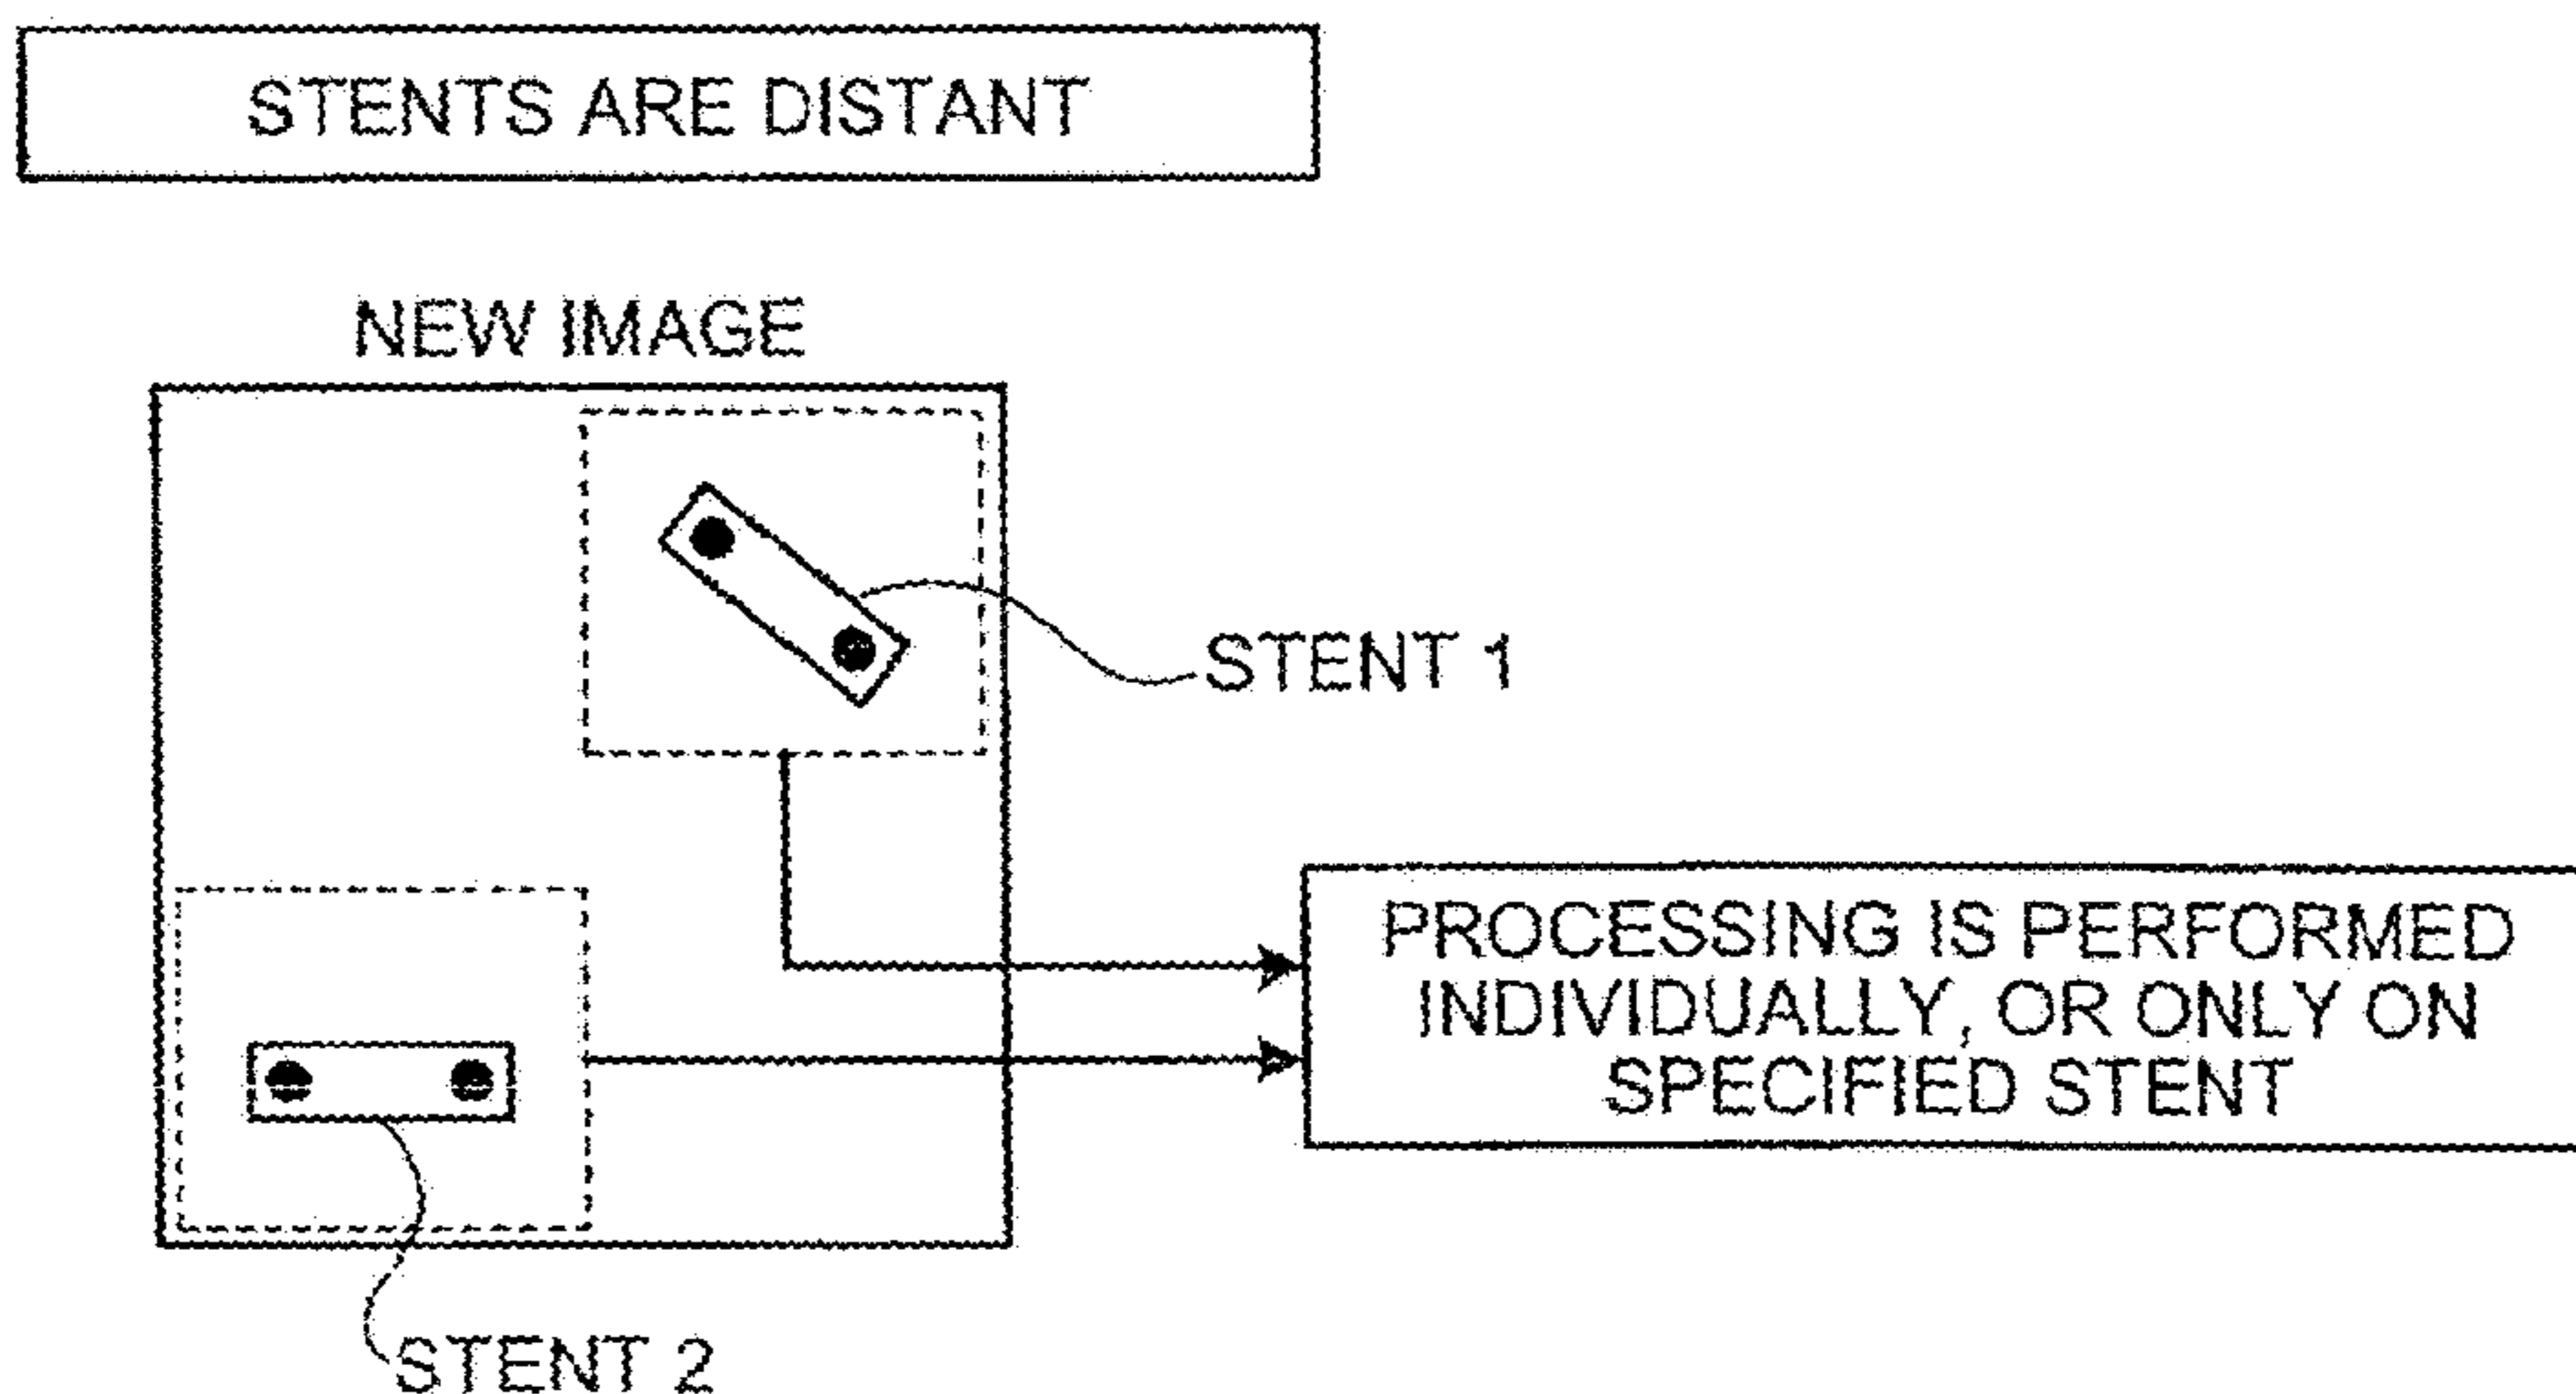 STENTS ARE DISTANT
NEW IMAGE
STENT 1
PROCESSING IS PERFORMED
INDIVIDUALLY, OR ONLY ON
SPECIFIED STENT
STENT 2